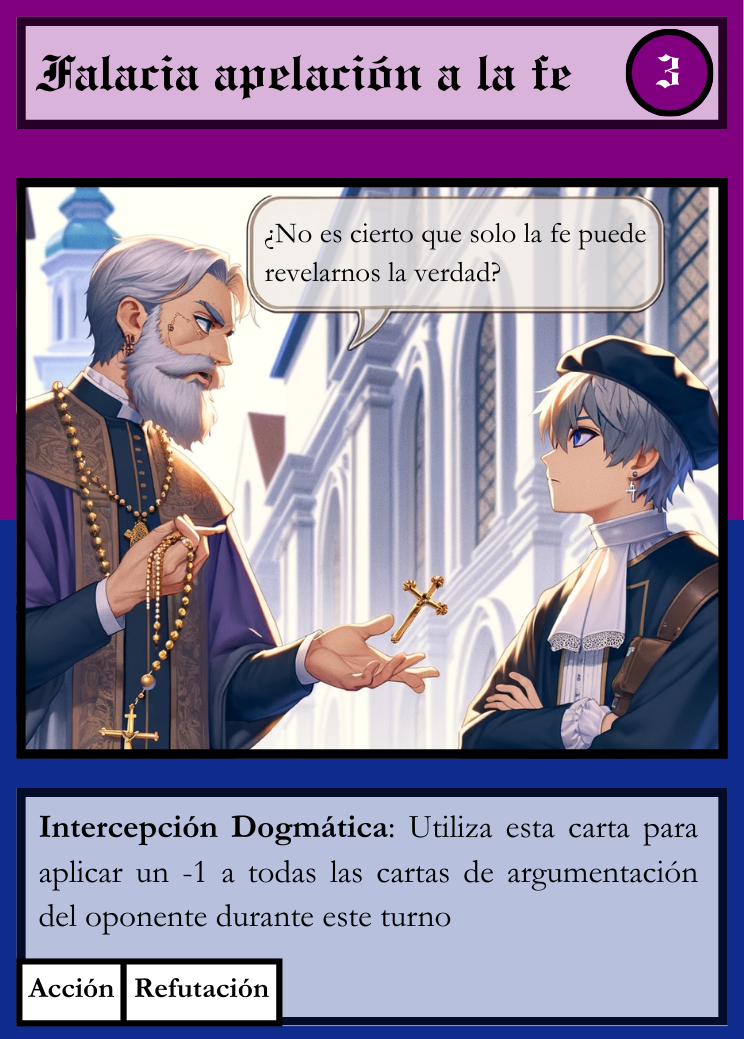 Falacia apelación a la fe
3
¿No es cierto que solo la fe puede
revelarnos la verdad?
Intercepción Dogmática: Utiliza esta carta para
aplicar un -1 a todas las cartas de argumentación
del oponente durante este turno
Acción Refutación